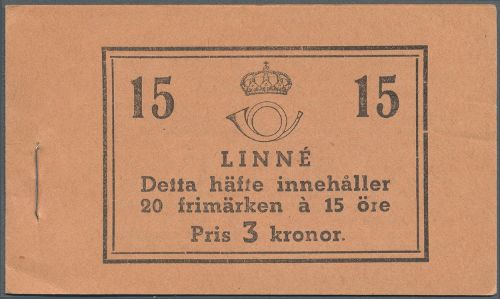 15 15
LINNÉ
Detta häfte innehåller
20 frimärken à 15 öre
Pris 3 kronor.